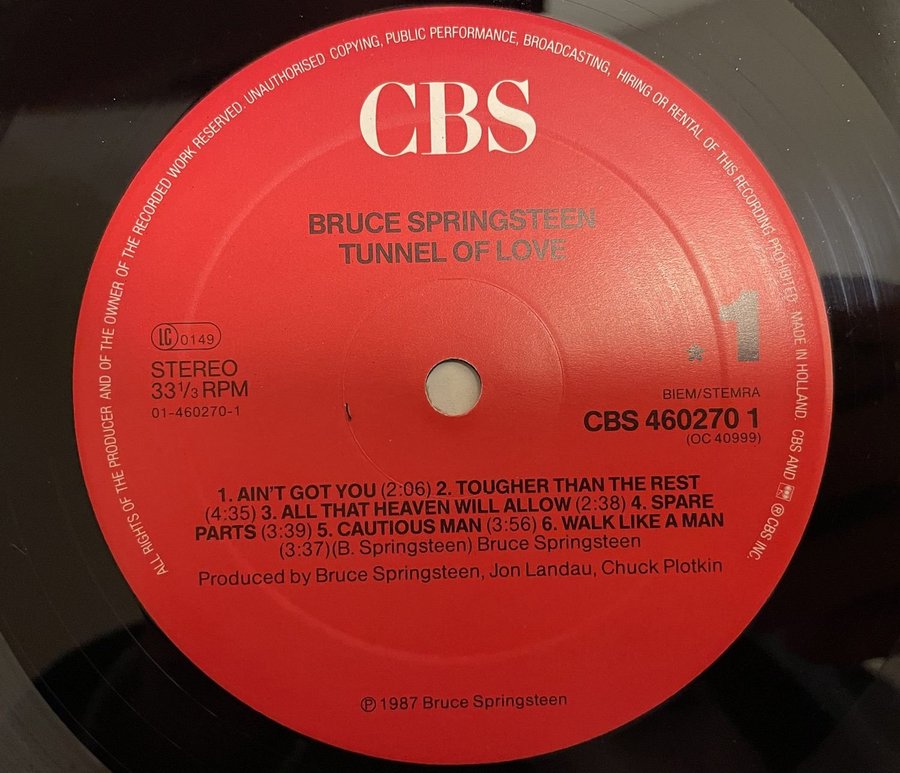 ALL RIGHTS OF THE PRODUCER AND OF THE OWNER OF THE RECORDED WORK RESERVED. UNAUTHORISED COPYING, PUBLIC PERFORMANCE, BROADCASTING, HIRING OR RENTAL OF THIS RECORDING PROHIBITED. MADE IN HOLLAND. CBS AND ℗ CBS INC.
CBS
BRUCE SPRINGSTEEN
TUNNEL OF LOVE
LC 0149
STEREO
33 1/3 RPM
01-460270-1
1
BIEM/STEMRA
CBS 460270 1
(OC 40999)
1. AIN'T GOT YOU (2:06) 2. TOUGHER THAN THE REST
(4:35) 3. ALL THAT HEAVEN WILL ALLOW (2:38) 4. SPARE
PARTS (3:39) 5. CAUTIOUS MAN (3:56) 6. WALK LIKE A MAN
(3:37)(B. Springsteen) Bruce Springsteen
Produced by Bruce Springsteen, Jon Landau, Chuck Plotkin
℗ 1987 Bruce Springsteen